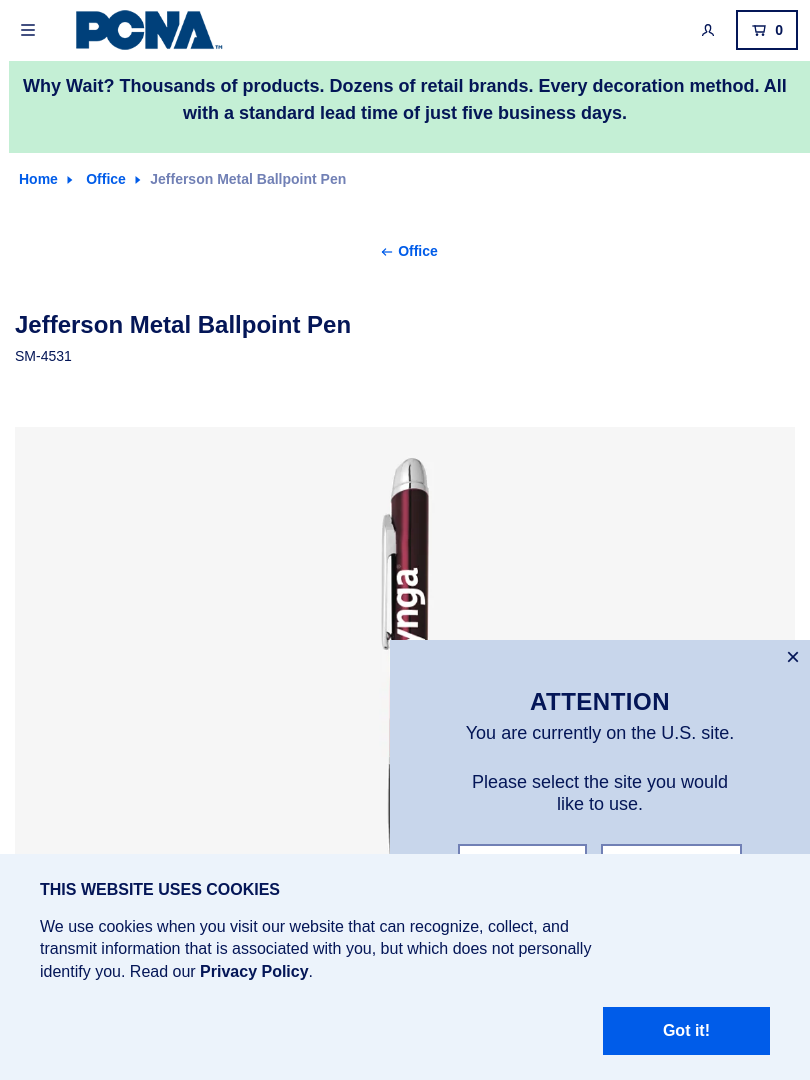 PCNA™
0
Why Wait? Thousands of products. Dozens of retail brands. Every decoration method. All
with a standard lead time of just five business days.
Home Office Jefferson Metal Ballpoint Pen
← Office
Jefferson Metal Ballpoint Pen
SM-4531
×
ATTENTION
You are currently on the U.S. site.
Please select the site you would
like to use.
THIS WEBSITE USES COOKIES
We use cookies when you visit our website that can recognize, collect, and
transmit information that is associated with you, but which does not personally
identify you. Read our Privacy Policy.
Got it!